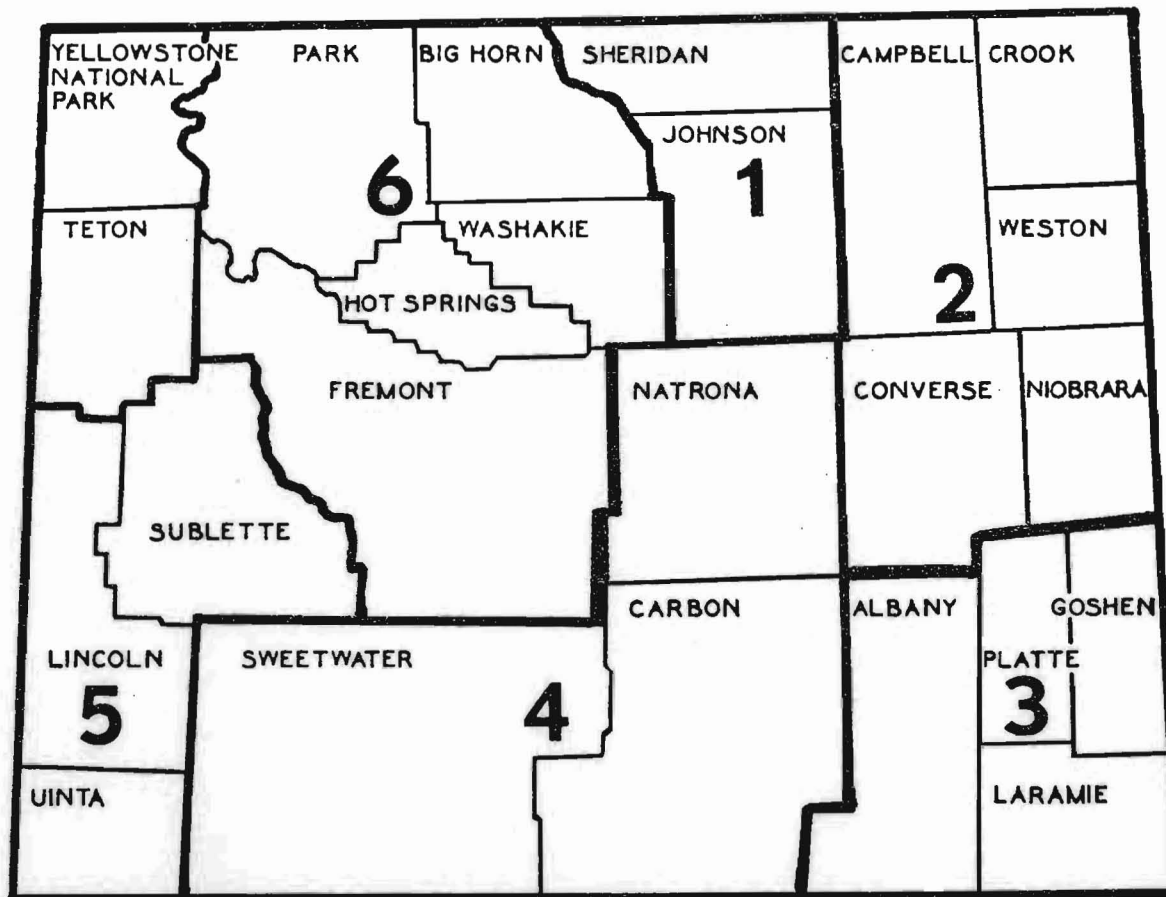 YELLOWSTONE
NATIONAL
PARK
PARK
BIG HORN
SHERIDAN
CAMPBELL
CROOK
JOHNSON
1
6
TETON
WASHAKIE
WESTON
HOT SPRINGS
2
FREMONT
NATRONA
CONVERSE
NIOBRARA
SUBLETTE
CARBON
ALBANY
GOSHEN
LINCOLN
5
SWEETWATER
4
PLATTE
3
UINTA
LARAMIE